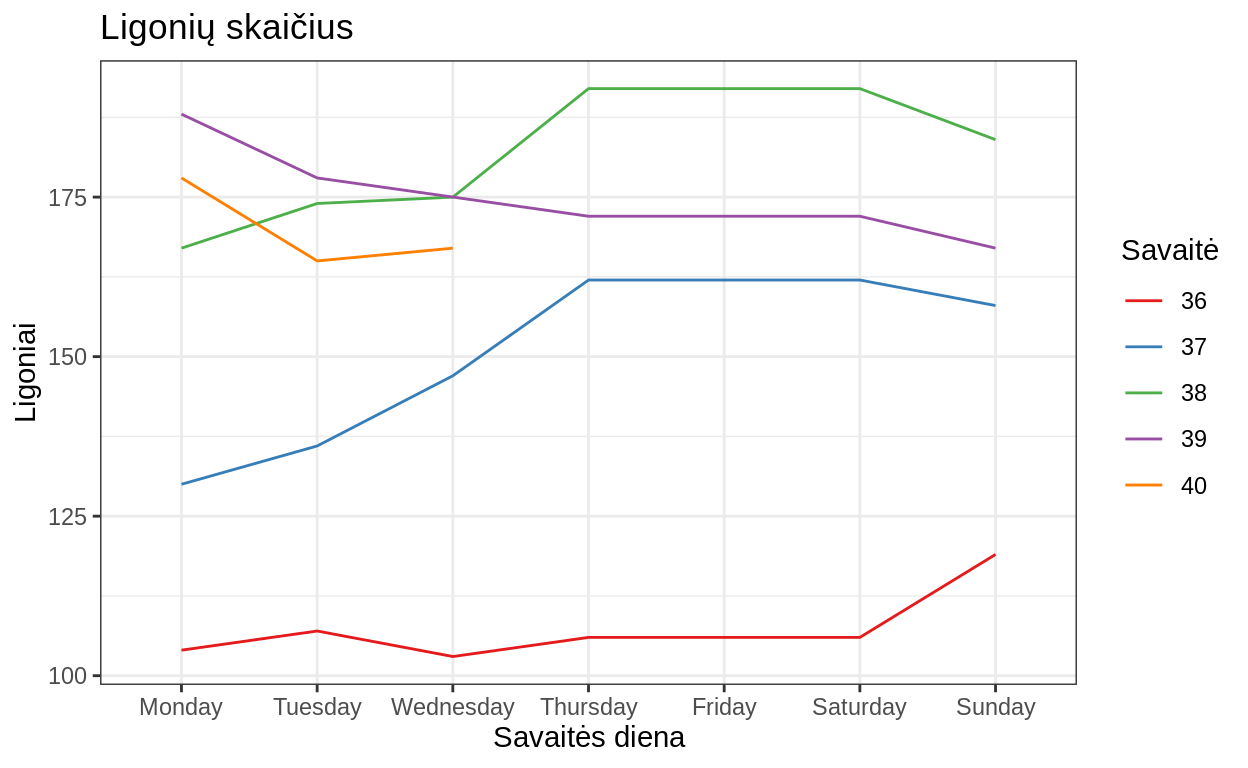 Ligonių skaičius
Ligoniai
175
150
125
100
Monday Tuesday Wednesday Thursday Friday Saturday Sunday
Savaitės diena
Savaitė
36
37
38
39
40